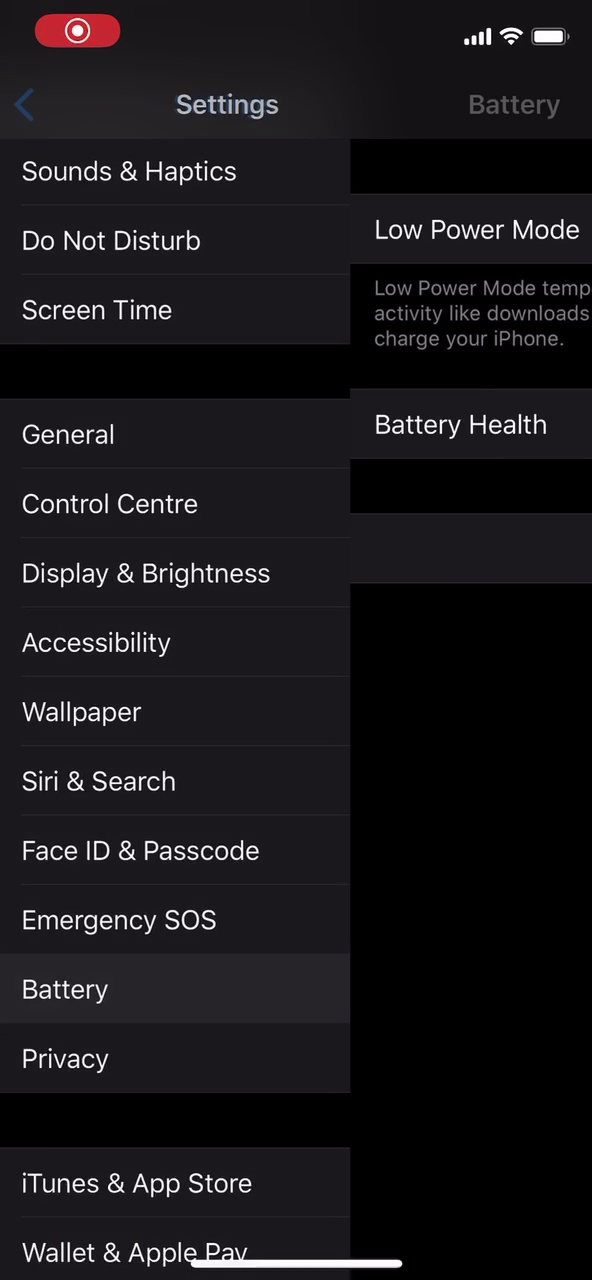 Settings
Battery
Sounds & Haptics
Do Not Disturb
Screen Time
General
Control Centre
Display & Brightness
Accessibility
Wallpaper
Siri & Search
Face ID & Passcode
Emergency SOS
Battery
Privacy
iTunes & App Store
Wallet & Apple Pay
Low Power Mode
Low Power Mode temp
activity like downloads
charge your iPhone.
Battery Health